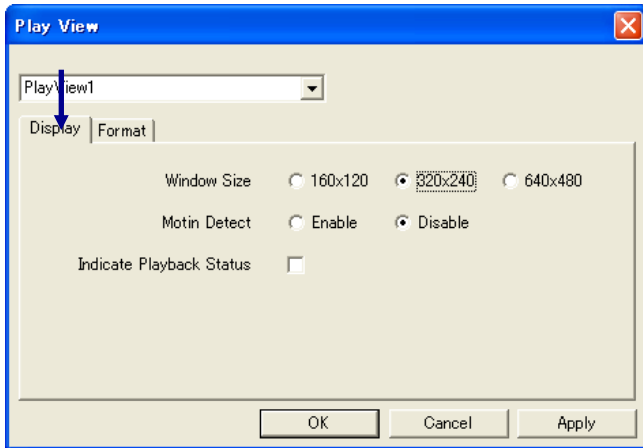 Play View
PlayView1
Display Format
Window Size 160x120 320x240 640x480
Motin Detect Enable Disable
Indicate Playback Status
OK Cancel Apply